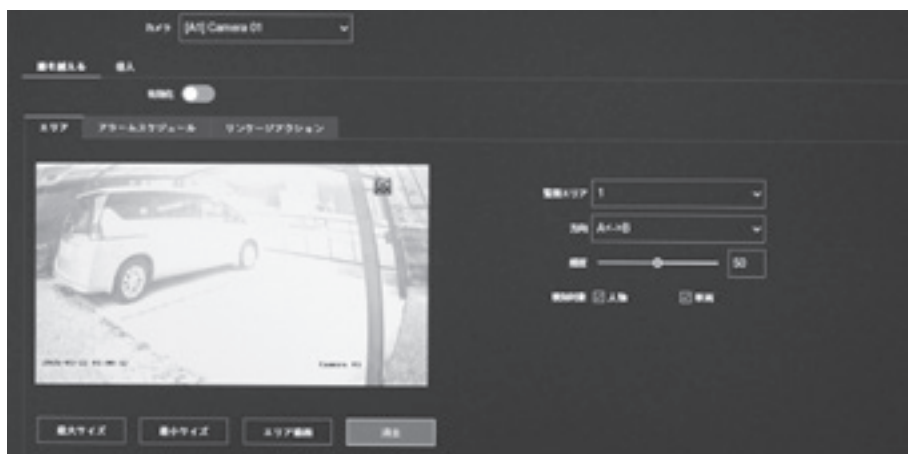 カメラ [A1] Camera 01
線を越える 侵入
有効化
エリア アラームスケジュール リンケージアクション
警戒エリア 1
方向 A<->B
感度 50
検知対象 人物 車両
Camera 01
最大サイズ 最小サイズ エリア描画 消去